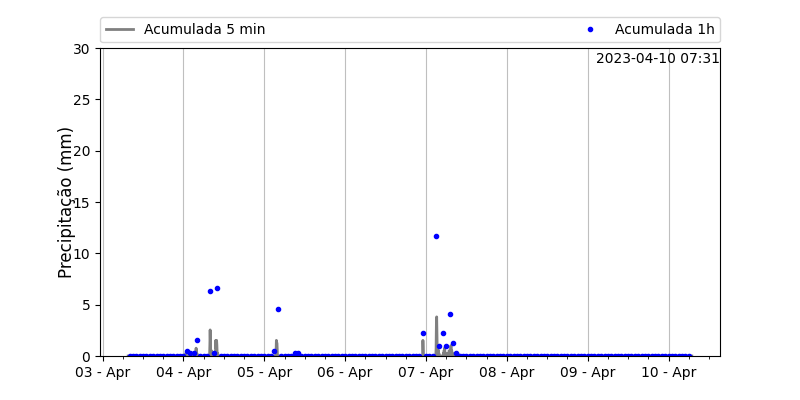 Acumulada 5 min
Acumulada 1h
2023-04-10 07:31
Precipitação (mm)
30
25
20
15
10
5
0
03 - Apr
04 - Apr
05 - Apr
06 - Apr
07 - Apr
08 - Apr
09 - Apr
10 - Apr